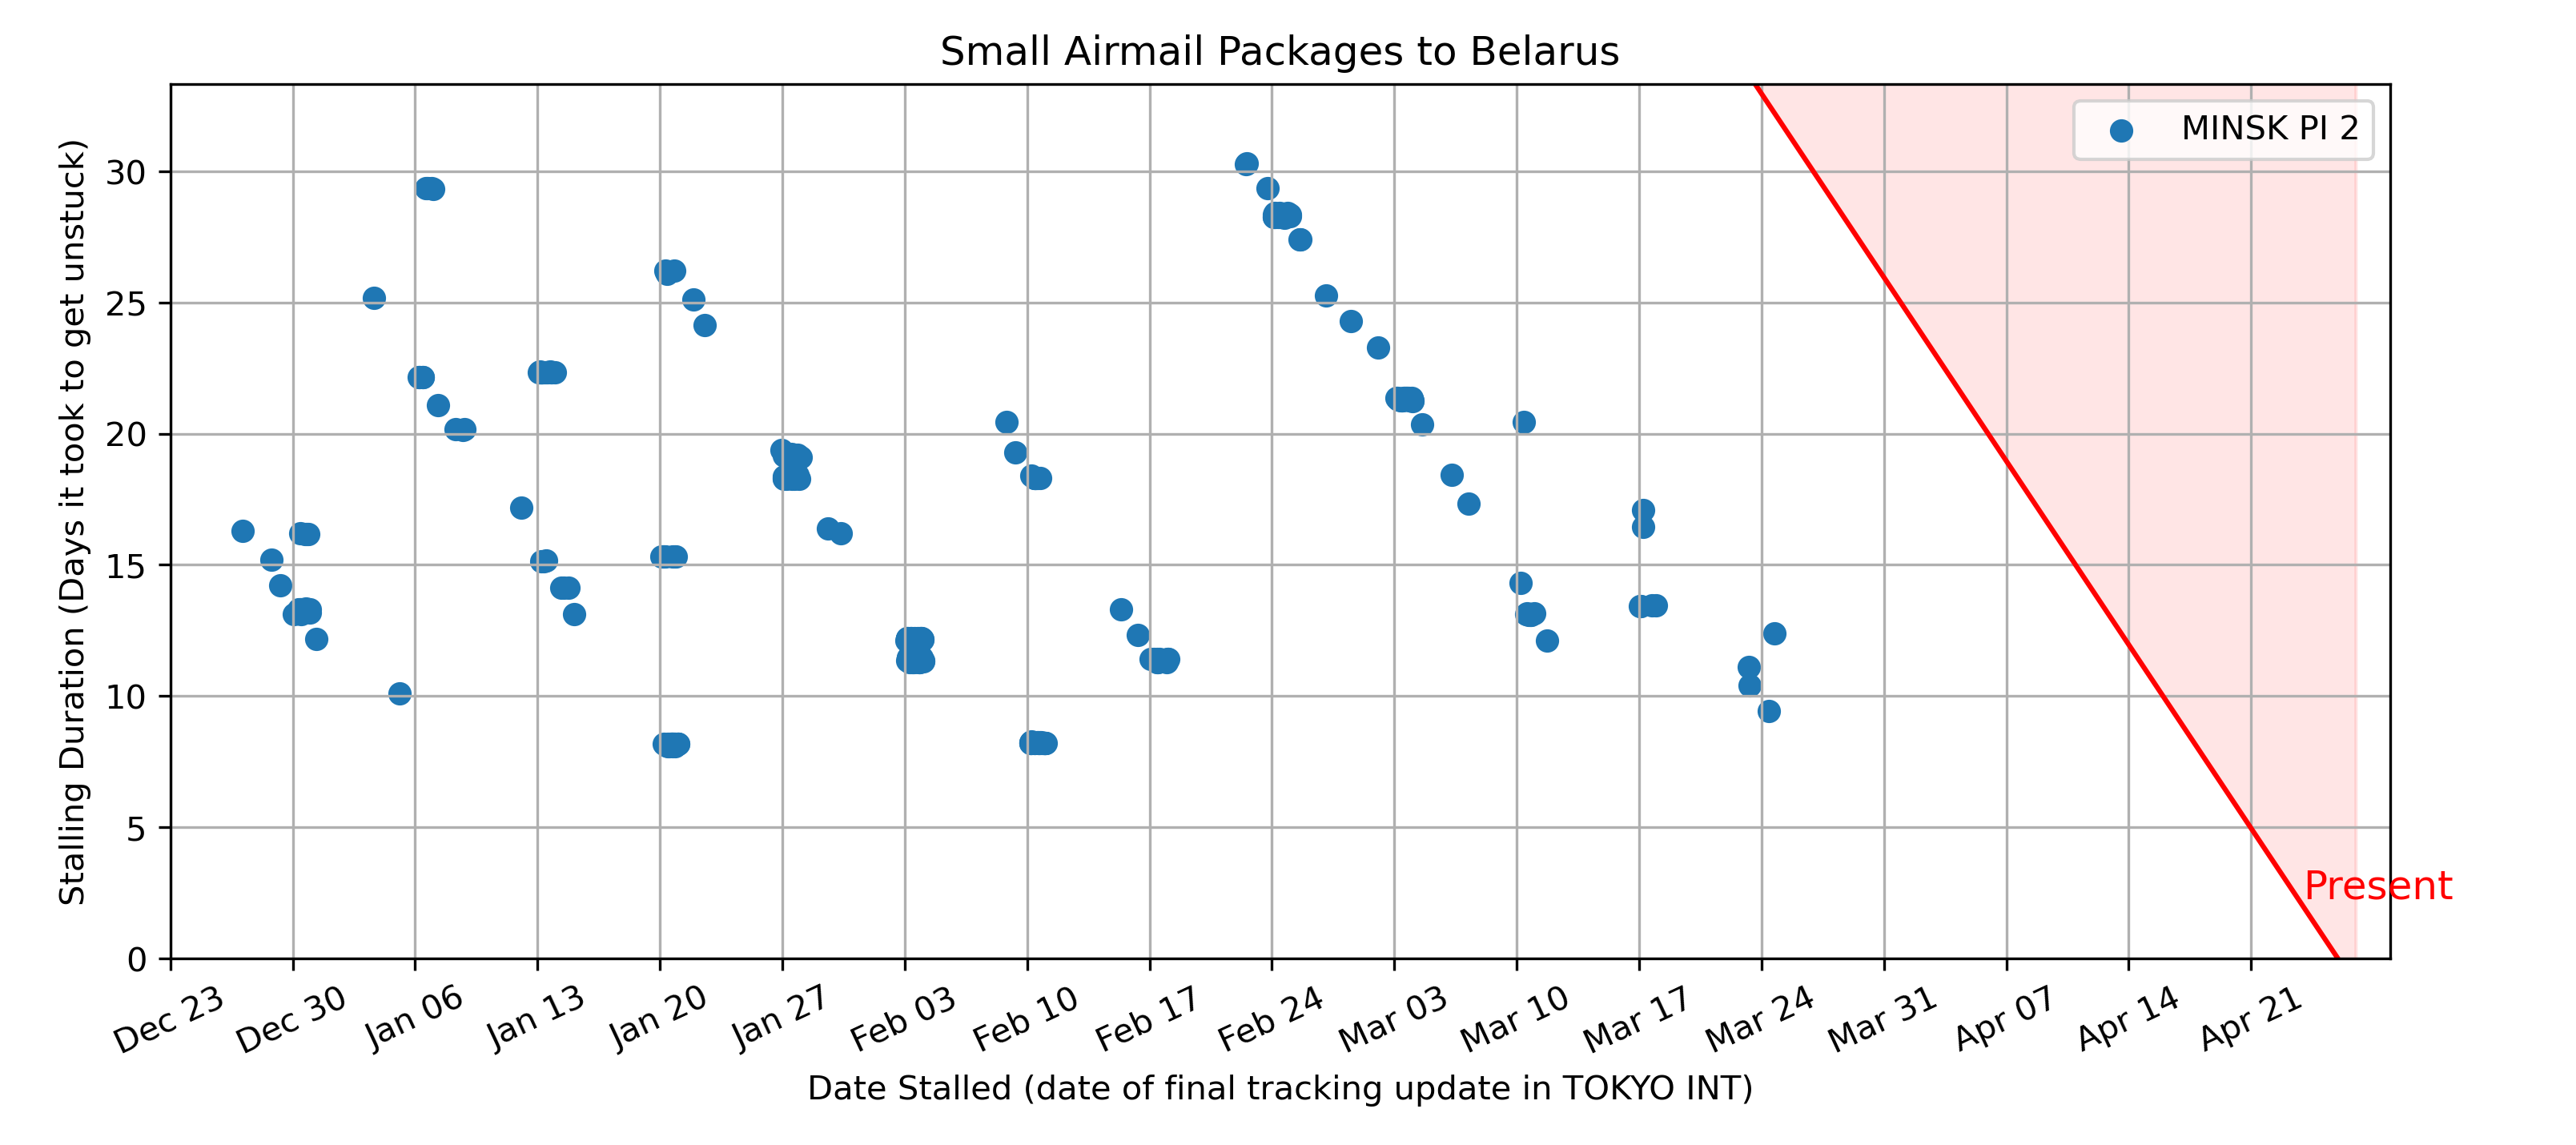 Small Airmail Packages to Belarus
MINSK PI 2
Stalling Duration (Days it took to get unstuck)
30
25
20
15
10
5
0
Present
Dec 23
Dec 30
Jan 06
Jan 13
Jan 20
Jan 27
Feb 03
Feb 10
Feb 17
Feb 24
Mar 03
Mar 10
Mar 17
Mar 24
Mar 31
Apr 07
Apr 14
Apr 21
Date Stalled (date of final tracking update in TOKYO INT)